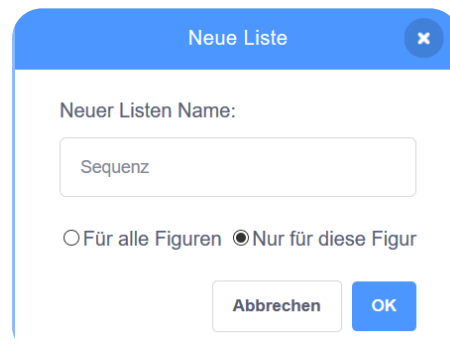 Neue Liste
Neuer Listen Name:
Sequenz
Für alle Figuren Nur für diese Figur
Abbrechen OK